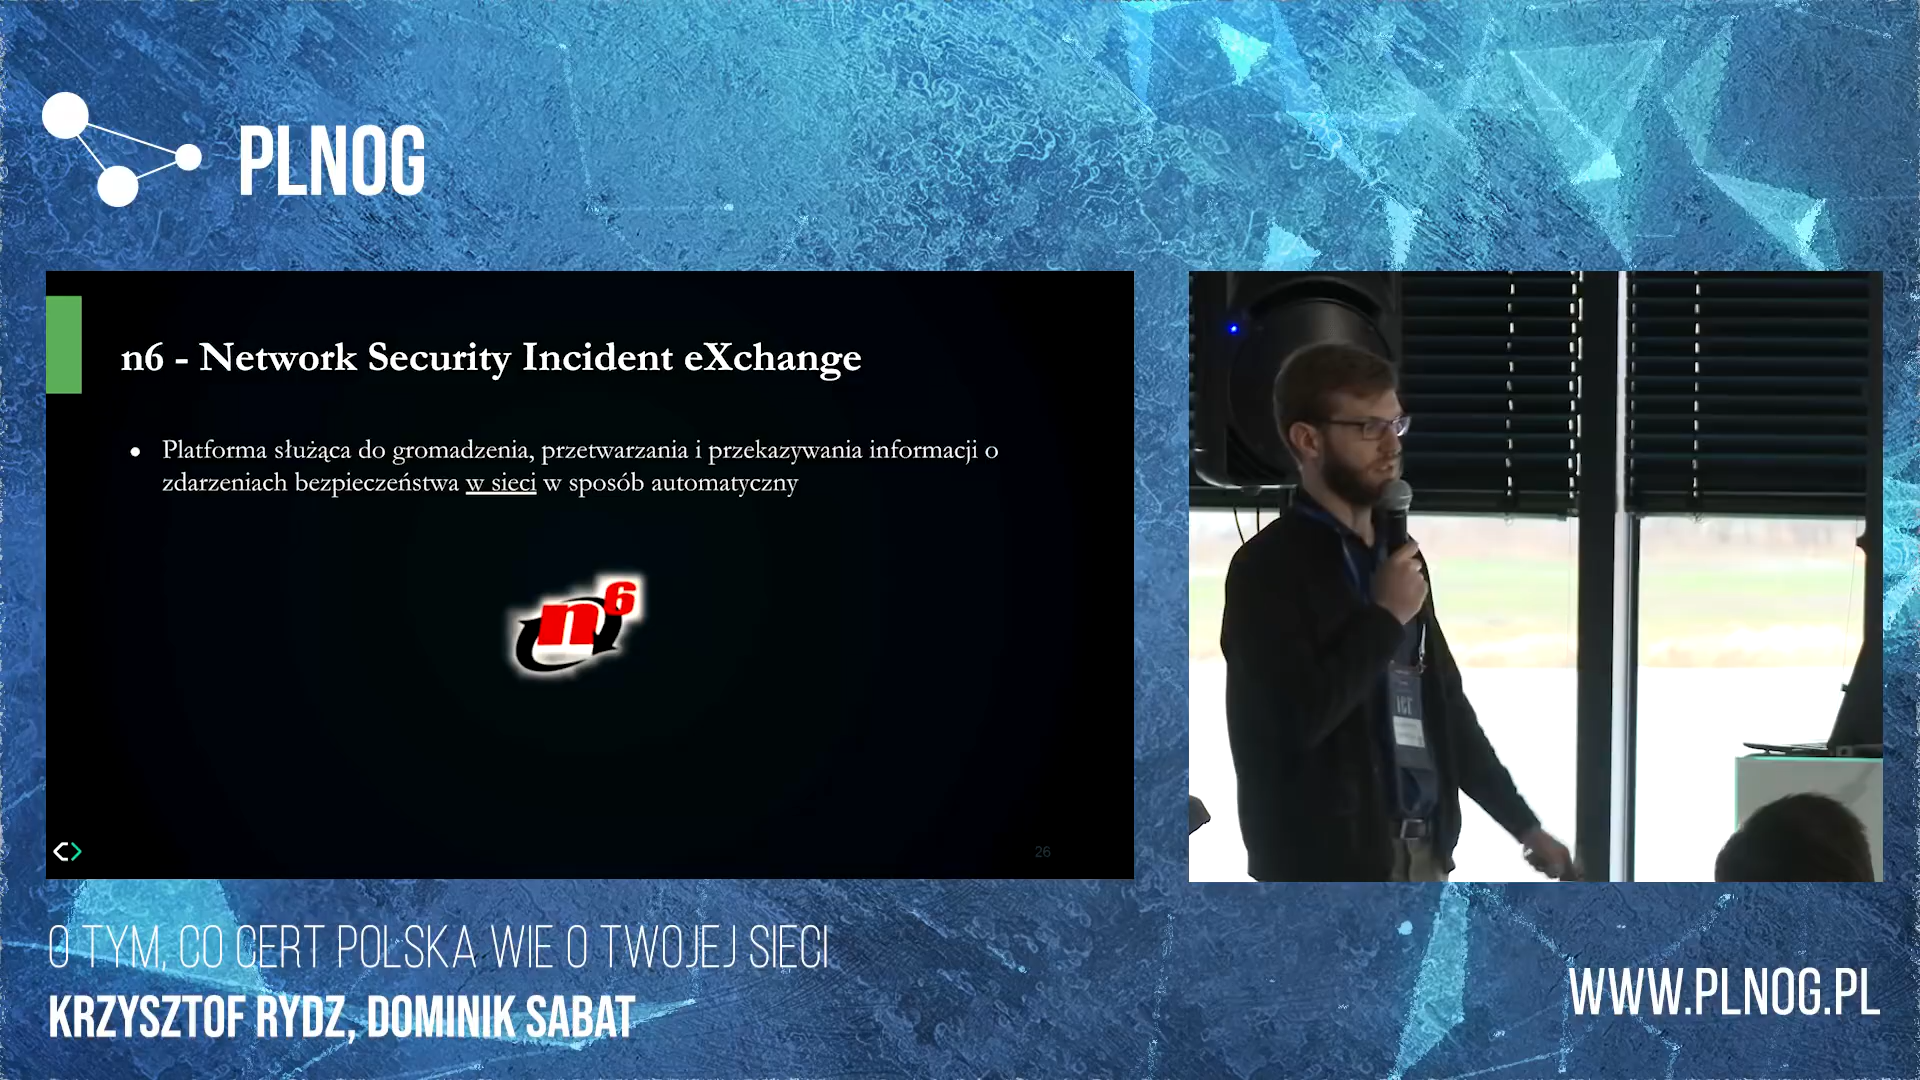 PLNOG
n6 - Network Security Incident eXchange
● Platforma służąca do gromadzenia, przetwarzania i przekazywania informacji o
zdarzeniach bezpieczeństwa w sieci w sposób automatyczny
n6
26
O TYM, CO CERT POLSKA WIE O TWOJEJ SIECI
KRZYSZTOF RYDZ, DOMINIK SABAT
WWW.PLNOG.PL